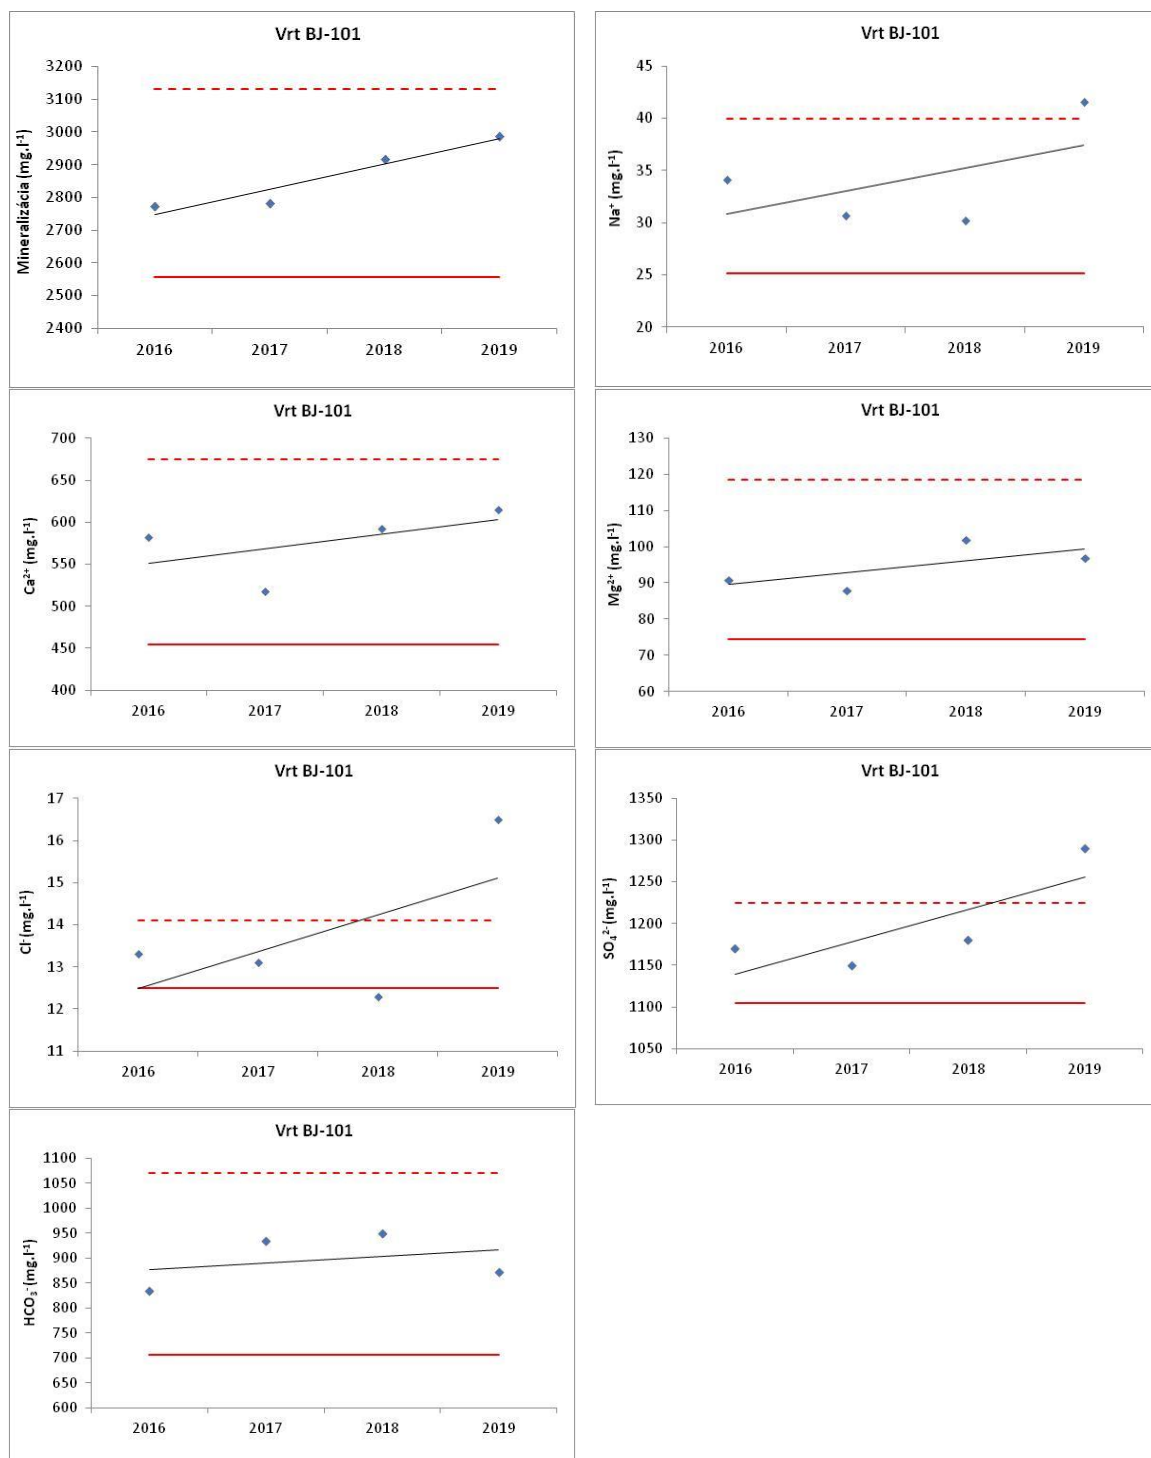 Vrt BJ-101
Mineralizácia (mg.l⁻¹)
3200
3100
3000
2900
2800
2700
2600
2500
2400
2016 2017 2018 2019
Vrt BJ-101
Na⁺ (mg.l⁻¹)
45
40
35
30
25
20
2016 2017 2018 2019
Vrt BJ-101
Ca²⁺ (mg.l⁻¹)
700
650
600
550
500
450
400
2016 2017 2018 2019
Vrt BJ-101
Mg²⁺ (mg.l⁻¹)
130
120
110
100
90
80
70
60
2016 2017 2018 2019
Vrt BJ-101
Cl⁻ (mg.l⁻¹)
17
16
15
14
13
12
11
2016 2017 2018 2019
Vrt BJ-101
SO₄²⁻ (mg.l⁻¹)
1350
1300
1250
1200
1150
1100
1050
2016 2017 2018 2019
Vrt BJ-101
HCO₃⁻ (mg.l⁻¹)
1100
1050
1000
950
900
850
800
750
700
650
600
2016 2017 2018 2019